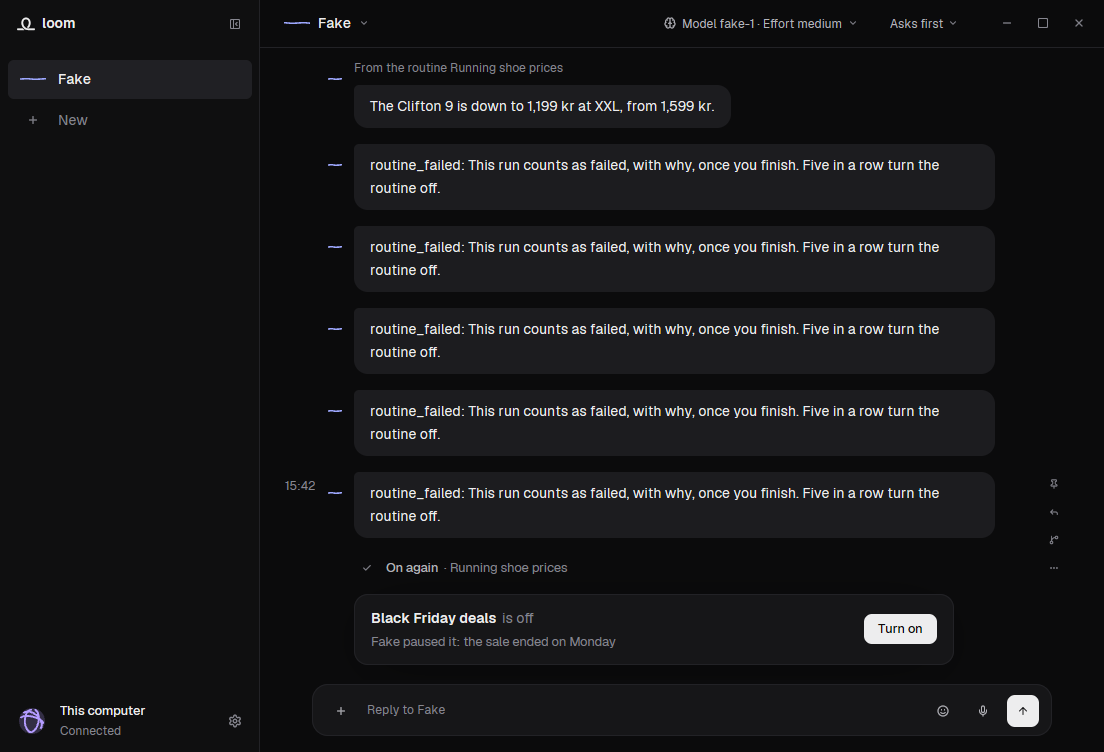 loom
Fake
New
This computer
Connected
Fake
Model fake-1 · Effort medium
Asks first
From the routine Running shoe prices
The Clifton 9 is down to 1,199 kr at XXL, from 1,599 kr.
routine_failed: This run counts as failed, with why, once you finish. Five in a row turn the
routine off.
routine_failed: This run counts as failed, with why, once you finish. Five in a row turn the
routine off.
routine_failed: This run counts as failed, with why, once you finish. Five in a row turn the
routine off.
routine_failed: This run counts as failed, with why, once you finish. Five in a row turn the
routine off.
15:42
routine_failed: This run counts as failed, with why, once you finish. Five in a row turn the
routine off.
On again · Running shoe prices
Black Friday deals is off
Fake paused it: the sale ended on Monday
Turn on
Reply to Fake